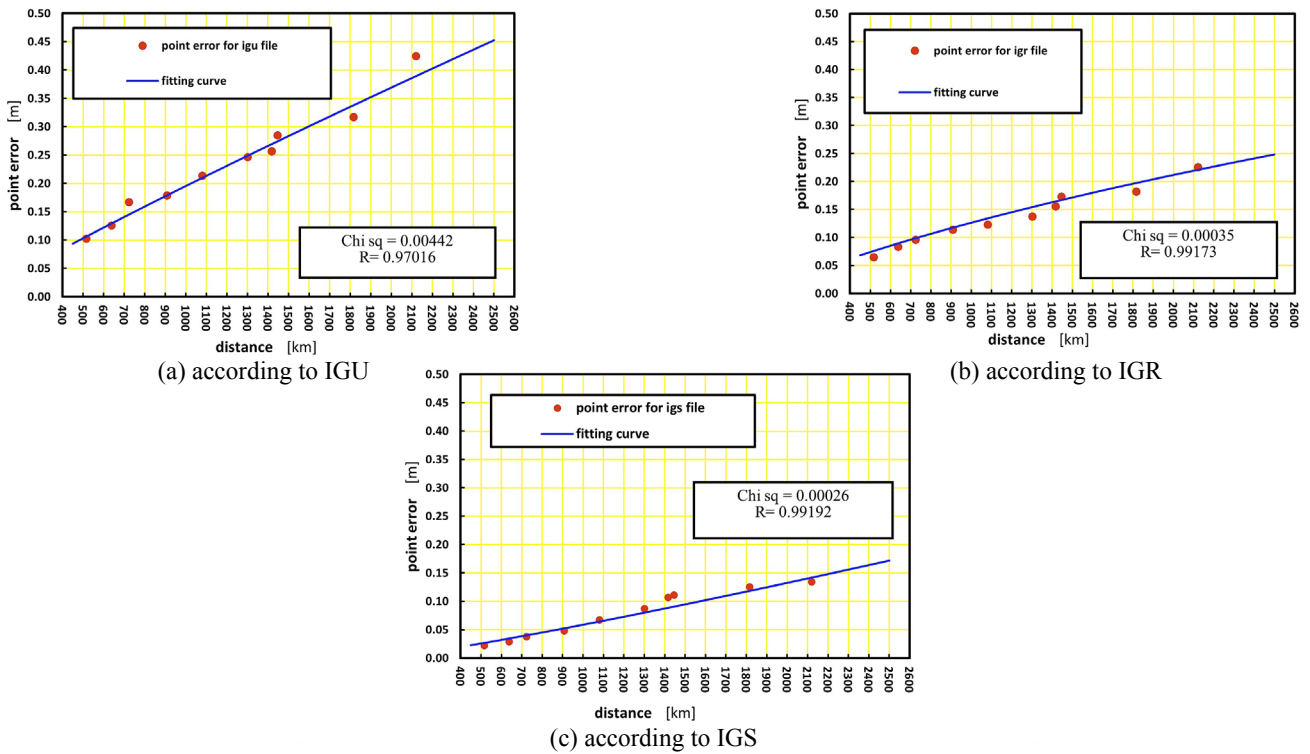 0.50
0.45
0.40
0.35
0.30
0.25
0.20
0.15
0.10
0.05
0.00
point error [m]
point error for igu file
fitting curve
Chi sq = 0.00442
R= 0.97016
400 500 600 700 800 900 1000 1100 1200 1300 1400 1500 1600 1700 1800 1900 2000 2100 2200 2300 2400 2500 2600
distance [km]
(a) according to IGU
0.50
0.45
0.40
0.35
0.30
0.25
0.20
0.15
0.10
0.05
0.00
point error [m]
point error for igr file
fitting curve
Chi sq = 0.00035
R= 0.99173
400 500 600 700 800 900 1000 1100 1200 1300 1400 1500 1600 1700 1800 1900 2000 2100 2200 2300 2400 2500 2600
distance [km]
(b) according to IGR
0.50
0.45
0.40
0.35
0.30
0.25
0.20
0.15
0.10
0.05
0.00
point error [m]
point error for igs file
fitting curve
Chi sq = 0.00026
R= 0.99192
400 500 600 700 800 900 1000 1100 1200 1300 1400 1500 1600 1700 1800 1900 2000 2100 2200 2300 2400 2500 2600
distance [km]
(c) according to IGS